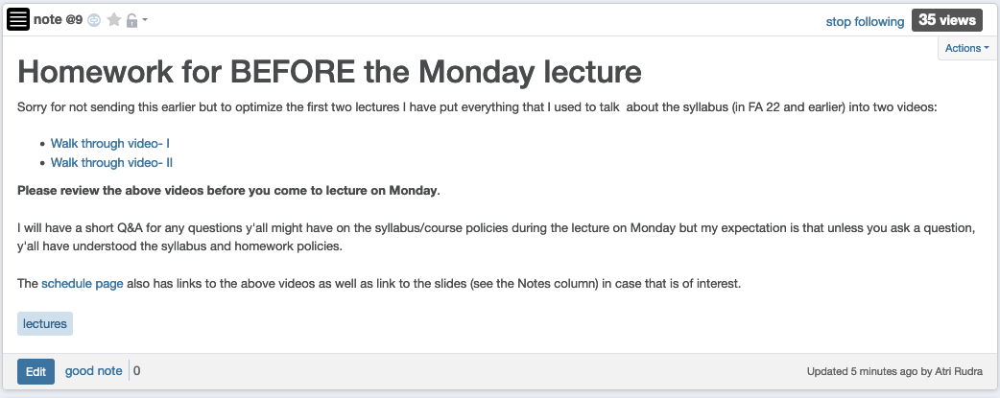 note @9
stop following 35 views
Actions
Homework for BEFORE the Monday lecture
Sorry for not sending this earlier but to optimize the first two lectures I have put everything that I used to talk  about the syllabus (in FA 22 and earlier) into two videos:
• Walk through video- I
• Walk through video- II
Please review the above videos before you come to lecture on Monday.
I will have a short Q&A for any questions y'all might have on the syllabus/course policies during the lecture on Monday but my expectation is that unless you ask a question,
y'all have understood the syllabus and homework policies.
The schedule page also has links to the above videos as well as link to the slides (see the Notes column) in case that is of interest.
lectures
Edit good note 0 Updated 5 minutes ago by Atri Rudra